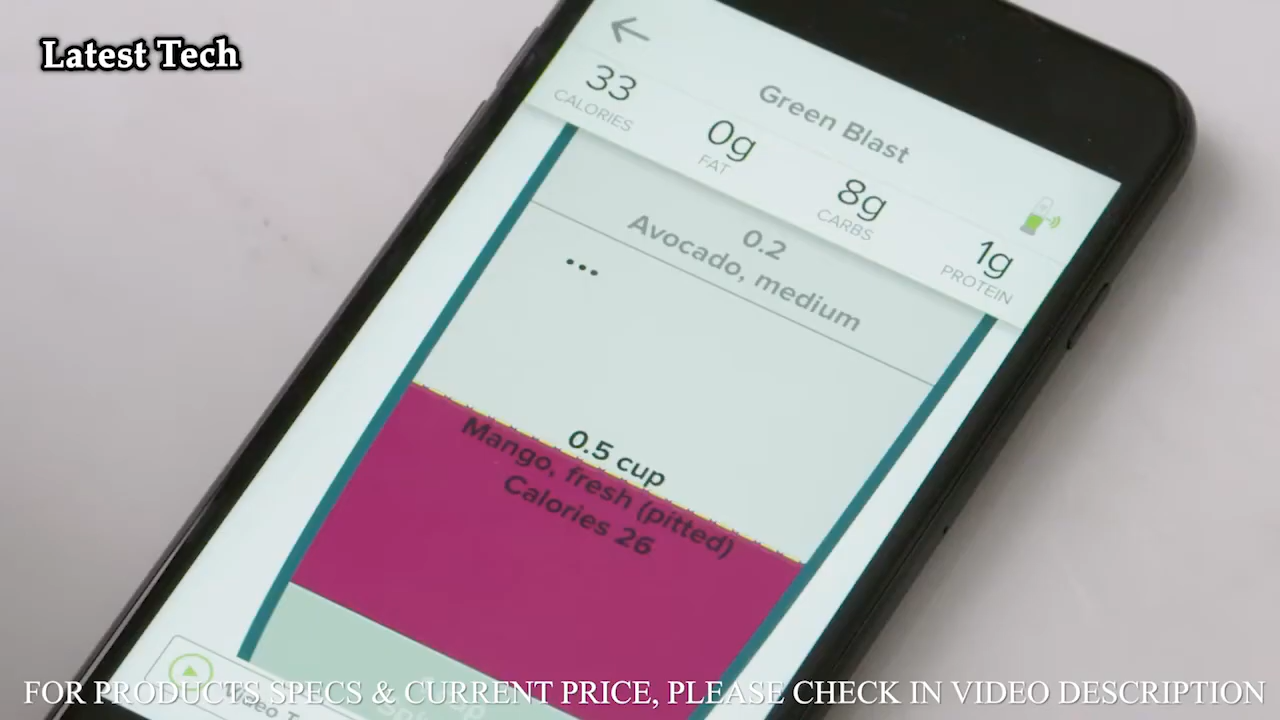 Latest Tech
Green Blast
33
CALORIES
0g
FAT
8g
CARBS
1g
PROTEIN
0.2
Avocado, medium
...
0.5 cup
Mango, fresh (pitted)
Calories 26
FOR PRODUCTS SPECS & CURRENT PRICE, PLEASE CHECK IN VIDEO DESCRIPTION